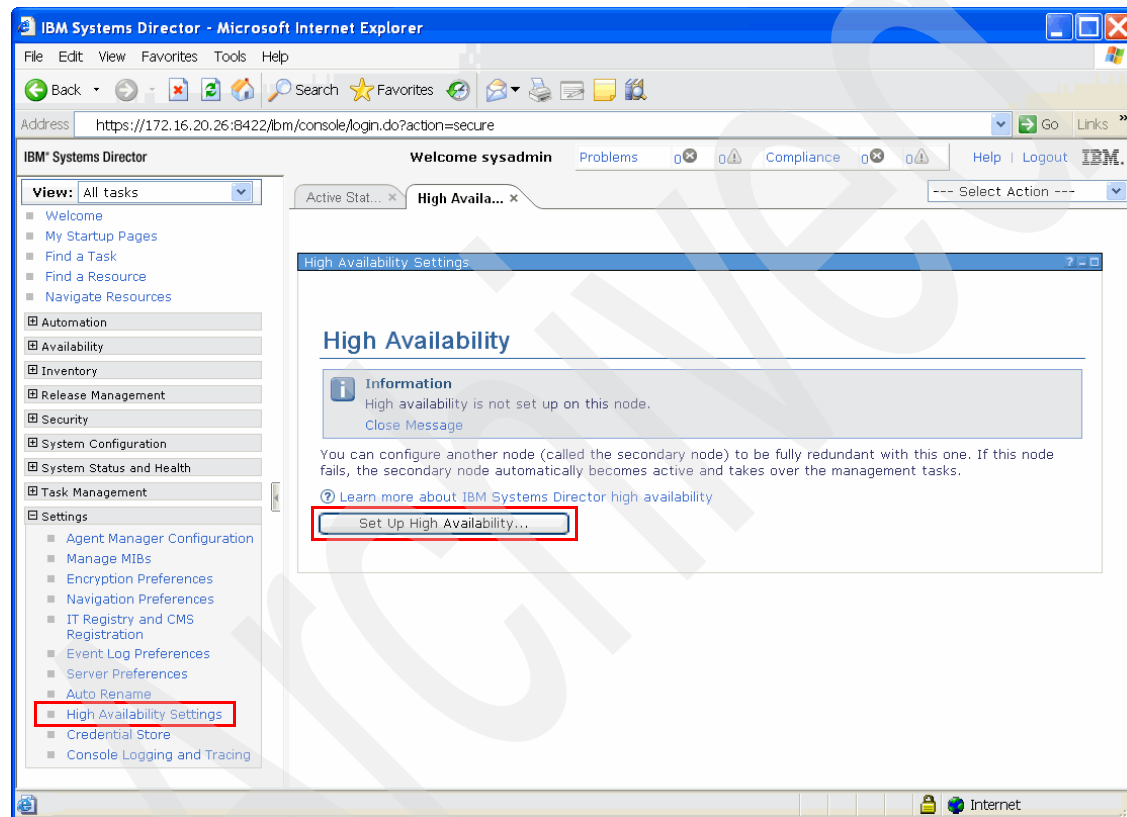 IBM Systems Director - Microsoft Internet Explorer
File Edit View Favorites Tools Help
Back Search Favorites
Address https://172.16.20.26:8422/ibm/console/login.do?action=secure Go Links »
IBM® Systems Director Welcome sysadmin Problems 0 0 Compliance 0 0 Help | Logout IBM.
View: All tasks
Welcome
My Startup Pages
Find a Task
Find a Resource
Navigate Resources
Automation
Availability
Inventory
Release Management
Security
System Configuration
System Status and Health
Task Management
Settings
Agent Manager Configuration
Manage MIBs
Encryption Preferences
Navigation Preferences
IT Registry and CMS
Registration
Event Log Preferences
Server Preferences
Auto Rename
High Availability Settings
Credential Store
Console Logging and Tracing
Active Stat... × High Availa... × --- Select Action ---
High Availability Settings ?
High Availability
Information
High availability is not set up on this node.
Close Message
You can configure another node (called the secondary node) to be fully redundant with this one. If this node
fails, the secondary node automatically becomes active and takes over the management tasks.
? Learn more about IBM Systems Director high availability
Set Up High Availability...
Internet
Archived